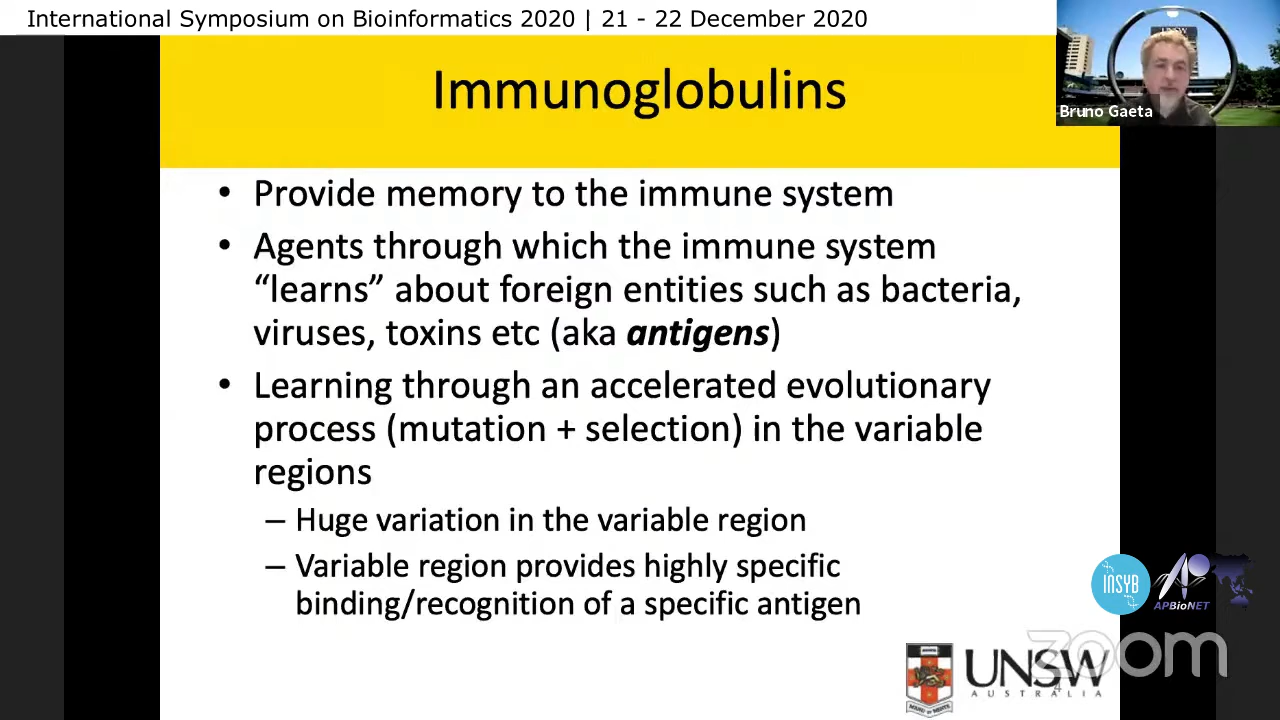 International Symposium on Bioinformatics 2020 | 21 - 22 December 2020
Bruno Gaeta
Immunoglobulins
• Provide memory to the immune system
• Agents through which the immune system
“learns” about foreign entities such as bacteria,
viruses, toxins etc (aka antigens)
• Learning through an accelerated evolutionary
process (mutation + selection) in the variable
regions
– Huge variation in the variable region
– Variable region provides highly specific
binding/recognition of a specific antigen
INSYB
APBioNET
UNSW
AUSTRALIA
zoom
4